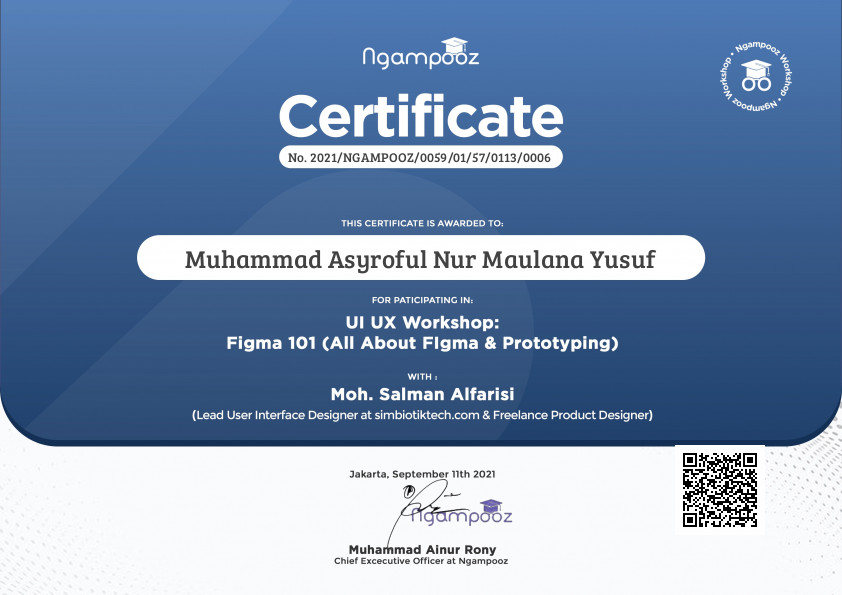 Ngampooz
Ngampooz Workshop • Ngampooz Workshop •
Certificate
No. 2021/NGAMPOOZ/0059/01/57/0113/0006
THIS CERTIFICATE IS AWARDED TO:
Muhammad Asyroful Nur Maulana Yusuf
FOR PATICIPATING IN:
UI UX Workshop:
Figma 101 (All About FIgma & Prototyping)
WITH :
Moh. Salman Alfarisi
(Lead User Interface Designer at simbiotiktech.com & Freelance Product Designer)
Jakarta, September 11th 2021
Ngampooz
Muhammad Ainur Rony
Chief Excecutive Officer at Ngampooz